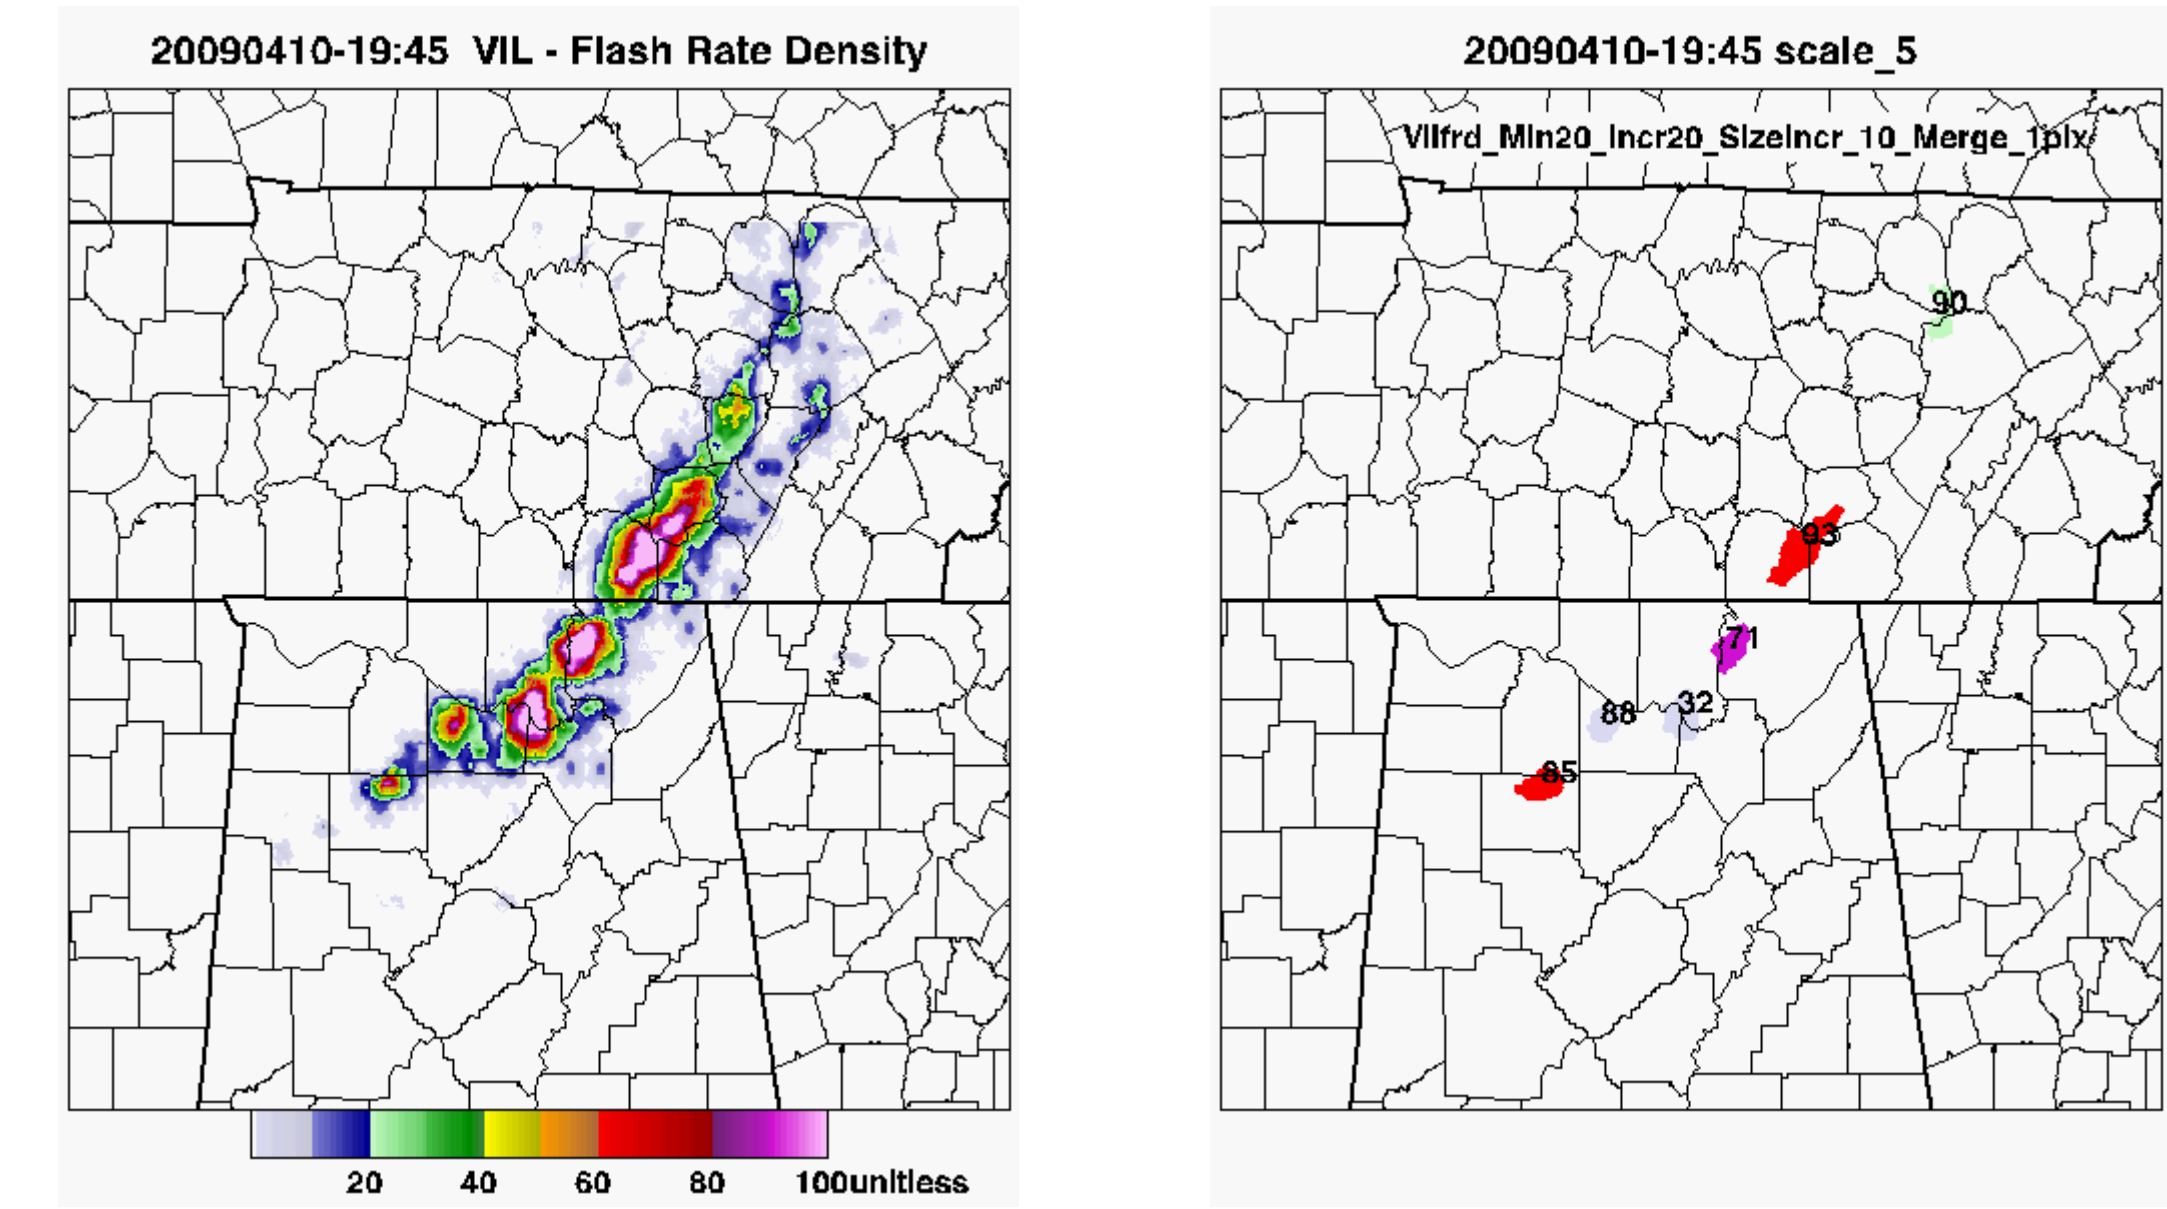 20090410-19:45 VIL - Flash Rate Density
20 40 60 80 100unitless
20090410-19:45 scale_5
Vilfrd_Min20_Incr20_SizeIncr_10_Merge_1pix
90
93
71
32
88
85